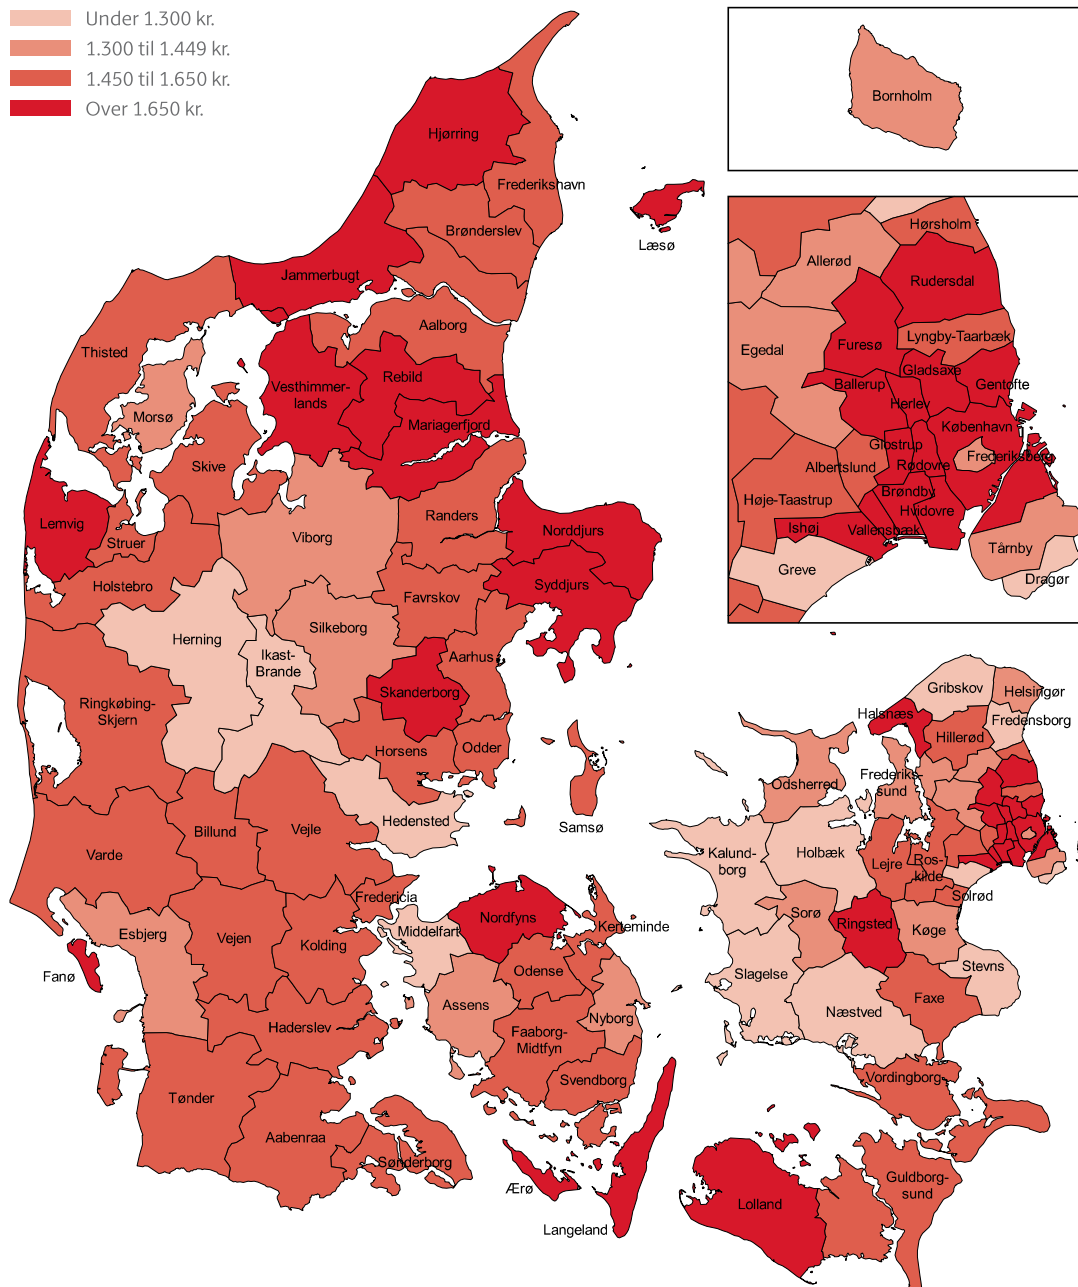 Under 1.300 kr.
1.300 til 1.449 kr.
1.450 til 1.650 kr.
Over 1.650 kr.
Bornholm
Hjørring
Frederikshavn
Brønderslev
Læsø
Jammerbugt
Aalborg
Thisted
Rebild
Vesthimmer-
lands
Morsø
Mariagerfjord
Skive
Lemvig
Randers
Norddjurs
Struer
Viborg
Holstebro
Syddjurs
Favrskov
Silkeborg
Herning
Ikast-
Brande
Aarhus
Skanderborg
Ringkøbing-
Skjern
Horsens
Odder
Hedensted
Samsø
Billund
Vejle
Varde
Fredericia
Esbjerg
Vejen
Kolding
Middelfart
Nordfyns
Kerteminde
Fanø
Odense
Assens
Nyborg
Haderslev
Faaborg-
Midtfyn
Svendborg
Tønder
Aabenraa
Sønderborg
Ærø
Langeland
Hørsholm
Allerød
Rudersdal
Egedal
Furesø
Lyngby-Taarbæk
Gladsaxe
Ballerup
Gentofte
Herlev
København
Glostrup
Frederiksberg
Albertslund
Rødovre
Høje-Taastrup
Brøndby
Hvidovre
Ishøj
Vallensbæk
Tårnby
Greve
Dragør
Gribskov
Helsingør
Halsnæs
Fredensborg
Hillerød
Odsherred
Frederiks-
sund
Kalund-
borg
Holbæk
Lejre
Ros-
kilde
Solrød
Sorø
Ringsted
Køge
Slagelse
Stevns
Næstved
Faxe
Vordingborg
Guldborg-
sund
Lolland